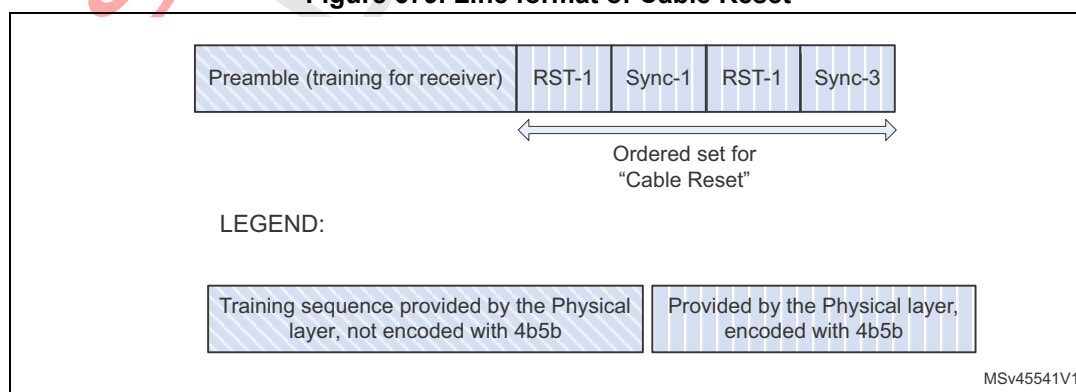 Figure 379. Line format of Cable Reset
Preamble (training for receiver) RST-1 Sync-1 RST-1 Sync-3
Ordered set for
“Cable Reset”
LEGEND:
Training sequence provided by the Physical
layer, not encoded with 4b5b
Provided by the Physical layer,
encoded with 4b5b
MSv45541V1